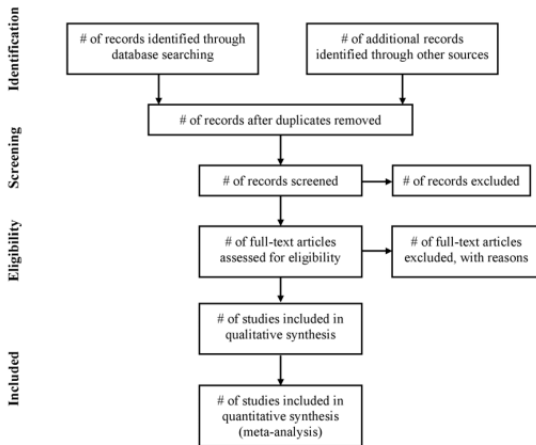 Identification
# of records identified through
database searching
# of additional records
identified through other sources
# of records after duplicates removed
Screening
# of records screened
# of records excluded
Eligibility
# of full-text articles
assessed for eligibility
# of full-text articles
excluded, with reasons
# of studies included in
qualitative synthesis
Included
# of studies included in
quantitative synthesis
(meta-analysis)